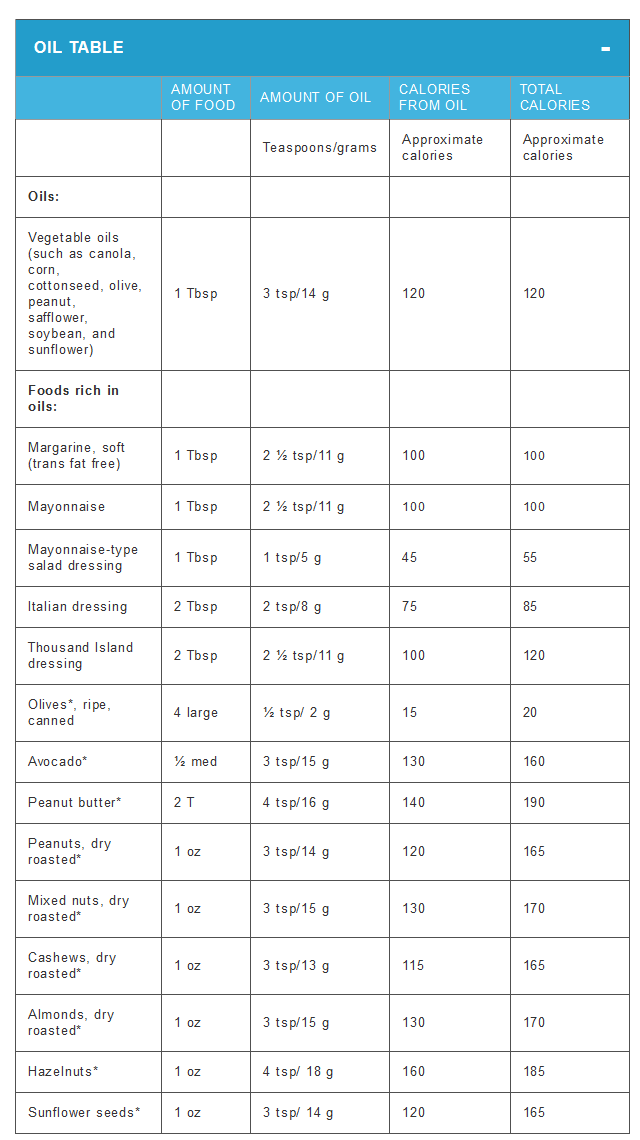 OIL TABLE
-
AMOUNT OF FOOD AMOUNT OF OIL CALORIES FROM OIL TOTAL CALORIES
Teaspoons/grams Approximate calories Approximate calories
Oils:
Vegetable oils (such as canola, corn, cottonseed, olive, peanut, safflower, soybean, and sunflower) 1 Tbsp 3 tsp/14 g 120 120
Foods rich in oils:
Margarine, soft (trans fat free) 1 Tbsp 2 ½ tsp/11 g 100 100
Mayonnaise 1 Tbsp 2 ½ tsp/11 g 100 100
Mayonnaise-type salad dressing 1 Tbsp 1 tsp/5 g 45 55
Italian dressing 2 Tbsp 2 tsp/8 g 75 85
Thousand Island dressing 2 Tbsp 2 ½ tsp/11 g 100 120
Olives*, ripe, canned 4 large ½ tsp/ 2 g 15 20
Avocado* ½ med 3 tsp/15 g 130 160
Peanut butter* 2 T 4 tsp/16 g 140 190
Peanuts, dry roasted* 1 oz 3 tsp/14 g 120 165
Mixed nuts, dry roasted* 1 oz 3 tsp/15 g 130 170
Cashews, dry roasted* 1 oz 3 tsp/13 g 115 165
Almonds, dry roasted* 1 oz 3 tsp/15 g 130 170
Hazelnuts* 1 oz 4 tsp/ 18 g 160 185
Sunflower seeds* 1 oz 3 tsp/ 14 g 120 165